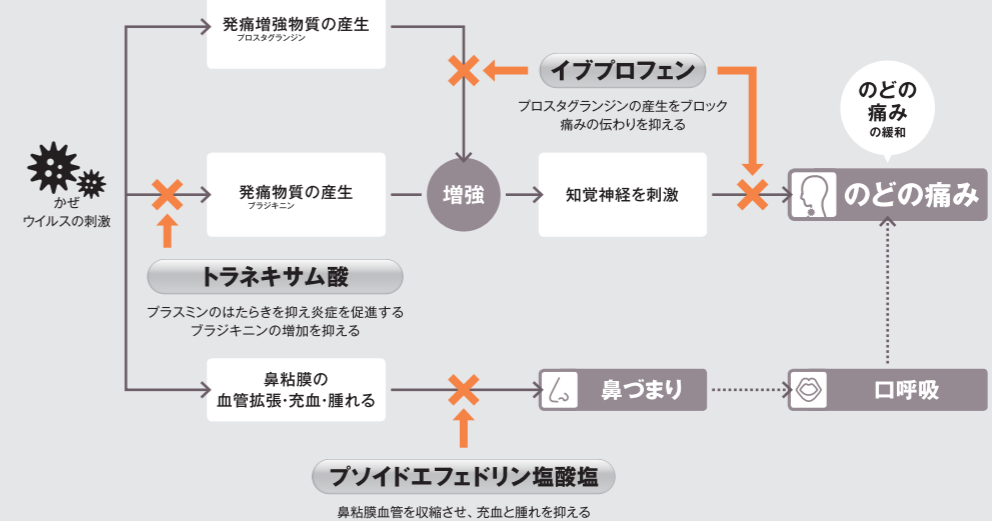 発痛増強物質の産生
プロスタグランジン
イブプロフェン
プロスタグランジンの産生をブロック
痛みの伝わりを抑える
のどの
痛み
の緩和
かぜ
ウイルスの刺激
発痛物質の産生
ブラジキニン
増強
知覚神経を刺激
のどの痛み
トラネキサム酸
プラスミンのはたらきを抑え炎症を促進する
ブラジキニンの増加を抑える
鼻粘膜の
血管拡張・充血・腫れる
鼻づまり
口呼吸
プソイドエフェドリン塩酸塩
鼻粘膜血管を収縮させ、充血と腫れを抑える